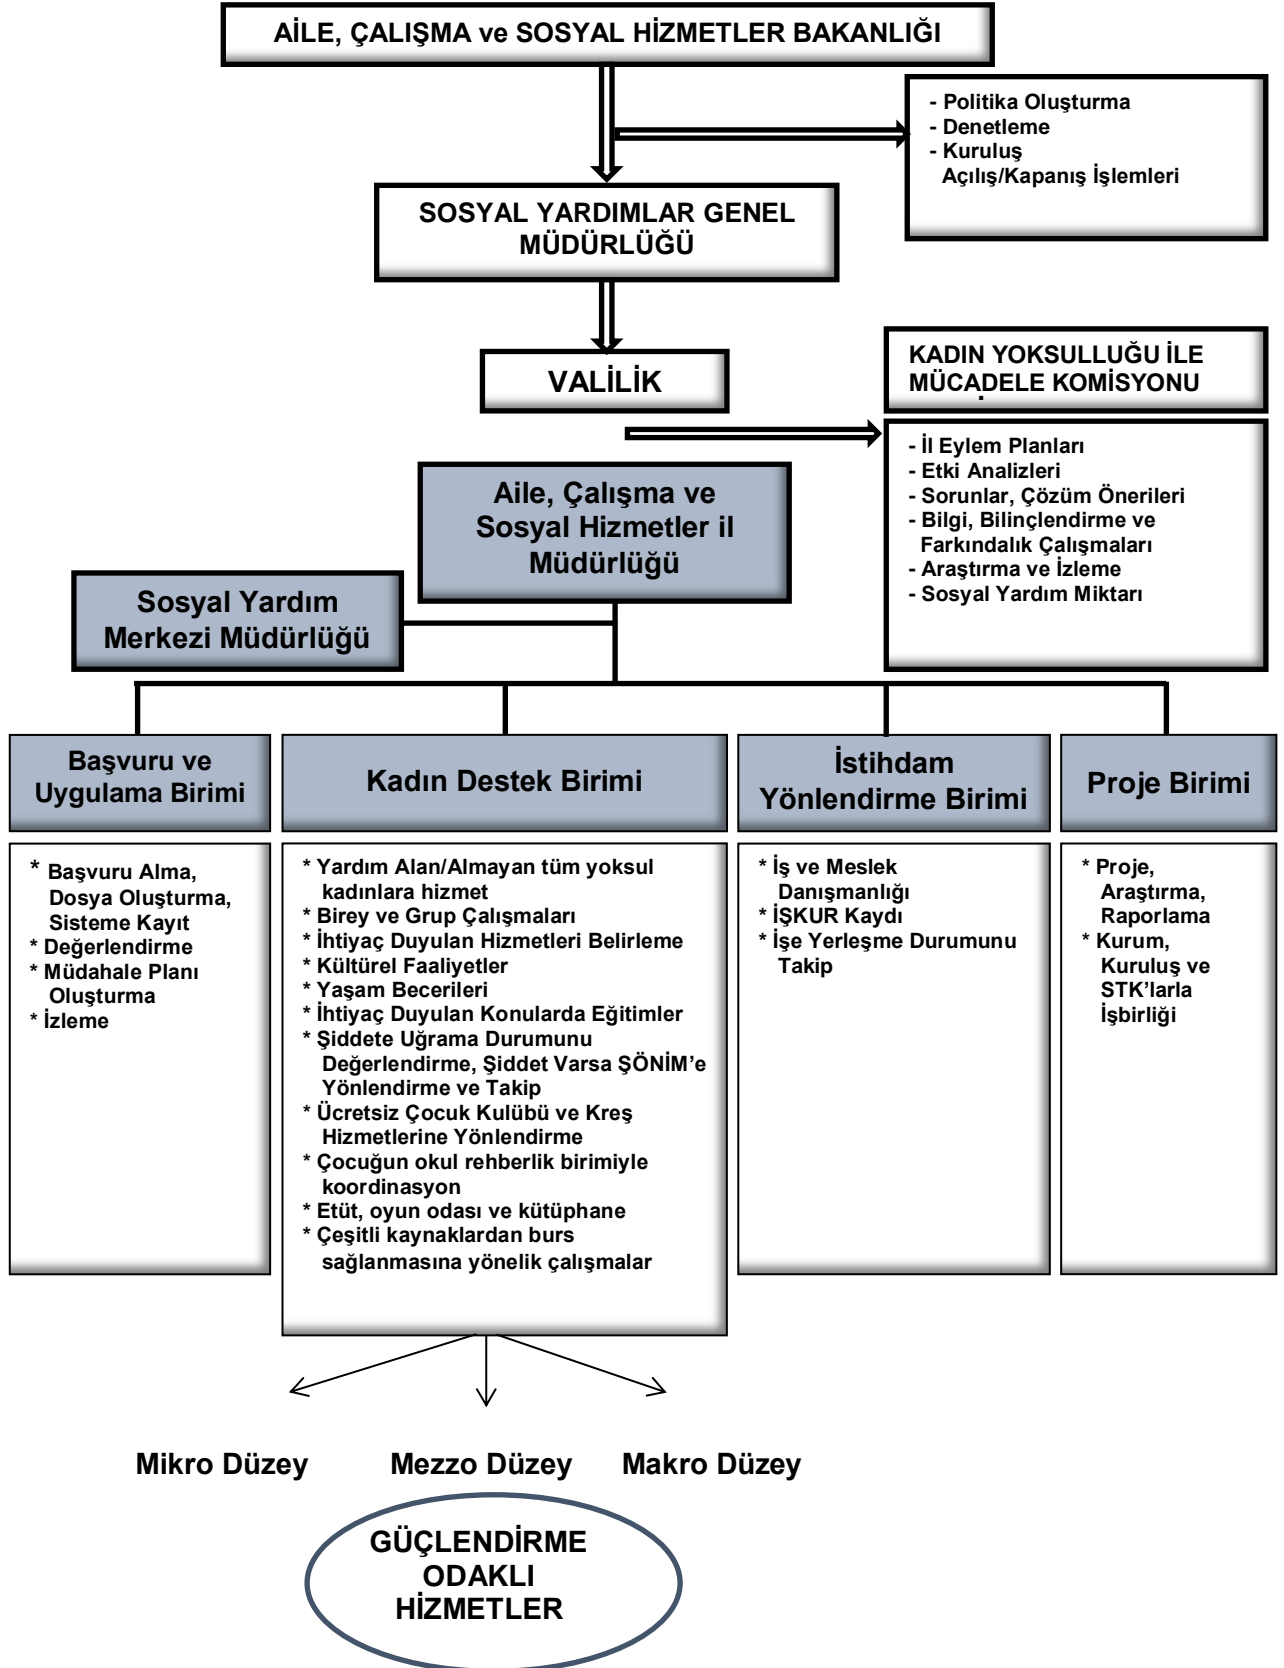 AİLE, ÇALIŞMA ve SOSYAL HİZMETLER BAKANLIĞI
- Politika Oluşturma
- Denetleme
- Kuruluş
Açılış/Kapanış İşlemleri
SOSYAL YARDIMLAR GENEL
MÜDÜRLÜĞÜ
VALİLİK
KADIN YOKSULLUĞU İLE
MÜCADELE KOMİSYONU
- İl Eylem Planları
- Etki Analizleri
- Sorunlar, Çözüm Önerileri
- Bilgi, Bilinçlendirme ve
Farkındalık Çalışmaları
- Araştırma ve İzleme
- Sosyal Yardım Miktarı
Aile, Çalışma ve
Sosyal Hizmetler il
Müdürlüğü
Sosyal Yardım
Merkezi Müdürlüğü
Başvuru ve
Uygulama Birimi
* Başvuru Alma,
Dosya Oluşturma,
Sisteme Kayıt
* Değerlendirme
* Müdahale Planı
Oluşturma
* İzleme
Kadın Destek Birimi
* Yardım Alan/Almayan tüm yoksul
kadınlara hizmet
* Birey ve Grup Çalışmaları
* İhtiyaç Duyulan Hizmetleri Belirleme
* Kültürel Faaliyetler
* Yaşam Becerileri
* İhtiyaç Duyulan Konularda Eğitimler
* Şiddete Uğrama Durumunu
Değerlendirme, Şiddet Varsa ŞÖNİM’e
Yönlendirme ve Takip
* Ücretsiz Çocuk Kulübü ve Kreş
Hizmetlerine Yönlendirme
* Çocuğun okul rehberlik birimiyle
koordinasyon
* Etüt, oyun odası ve kütüphane
* Çeşitli kaynaklardan burs
sağlanmasına yönelik çalışmalar
İstihdam
Yönlendirme Birimi
* İş ve Meslek
Danışmanlığı
* İŞKUR Kaydı
* İşe Yerleşme Durumunu
Takip
Proje Birimi
* Proje,
Araştırma,
Raporlama
* Kurum,
Kuruluş ve
STK’larla
İşbirliği
Mikro Düzey
Mezzo Düzey
Makro Düzey
GÜÇLENDİRME
ODAKLI
HİZMETLER